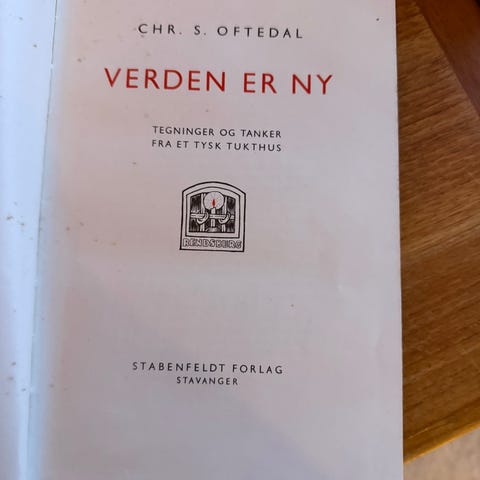 CHR. S. OFTEDAL
VERDEN ER NY
TEGNINGER OG TANKER
FRA ET TYSK TUKTHUS
RENDSBURG
STABENFELDT FORLAG
STAVANGER